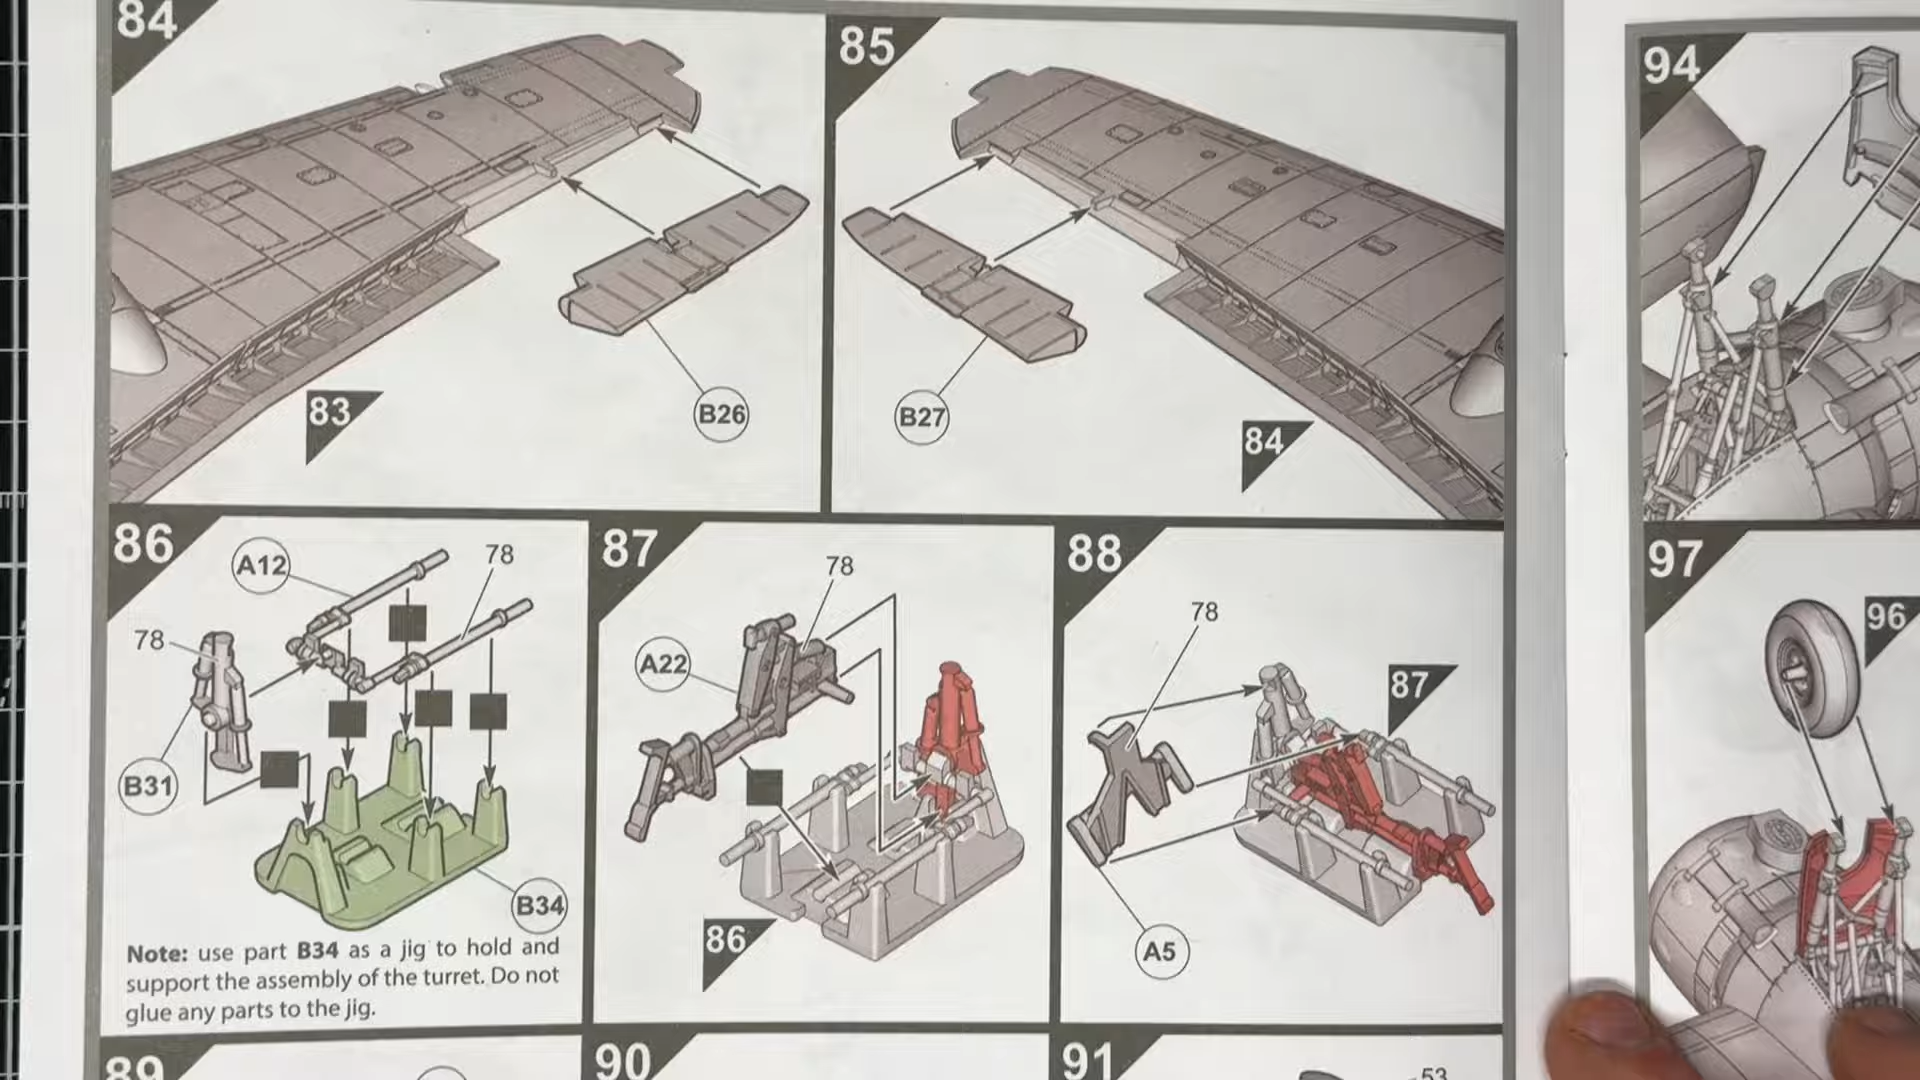 84
83
B26
85
B27
84
94
86
A12
78
78
B31
B34
Note: use part B34 as a jig to hold and
support the assembly of the turret. Do not
glue any parts to the jig.
87
78
A22
86
88
78
87
A5
97
96
89
90
91
53